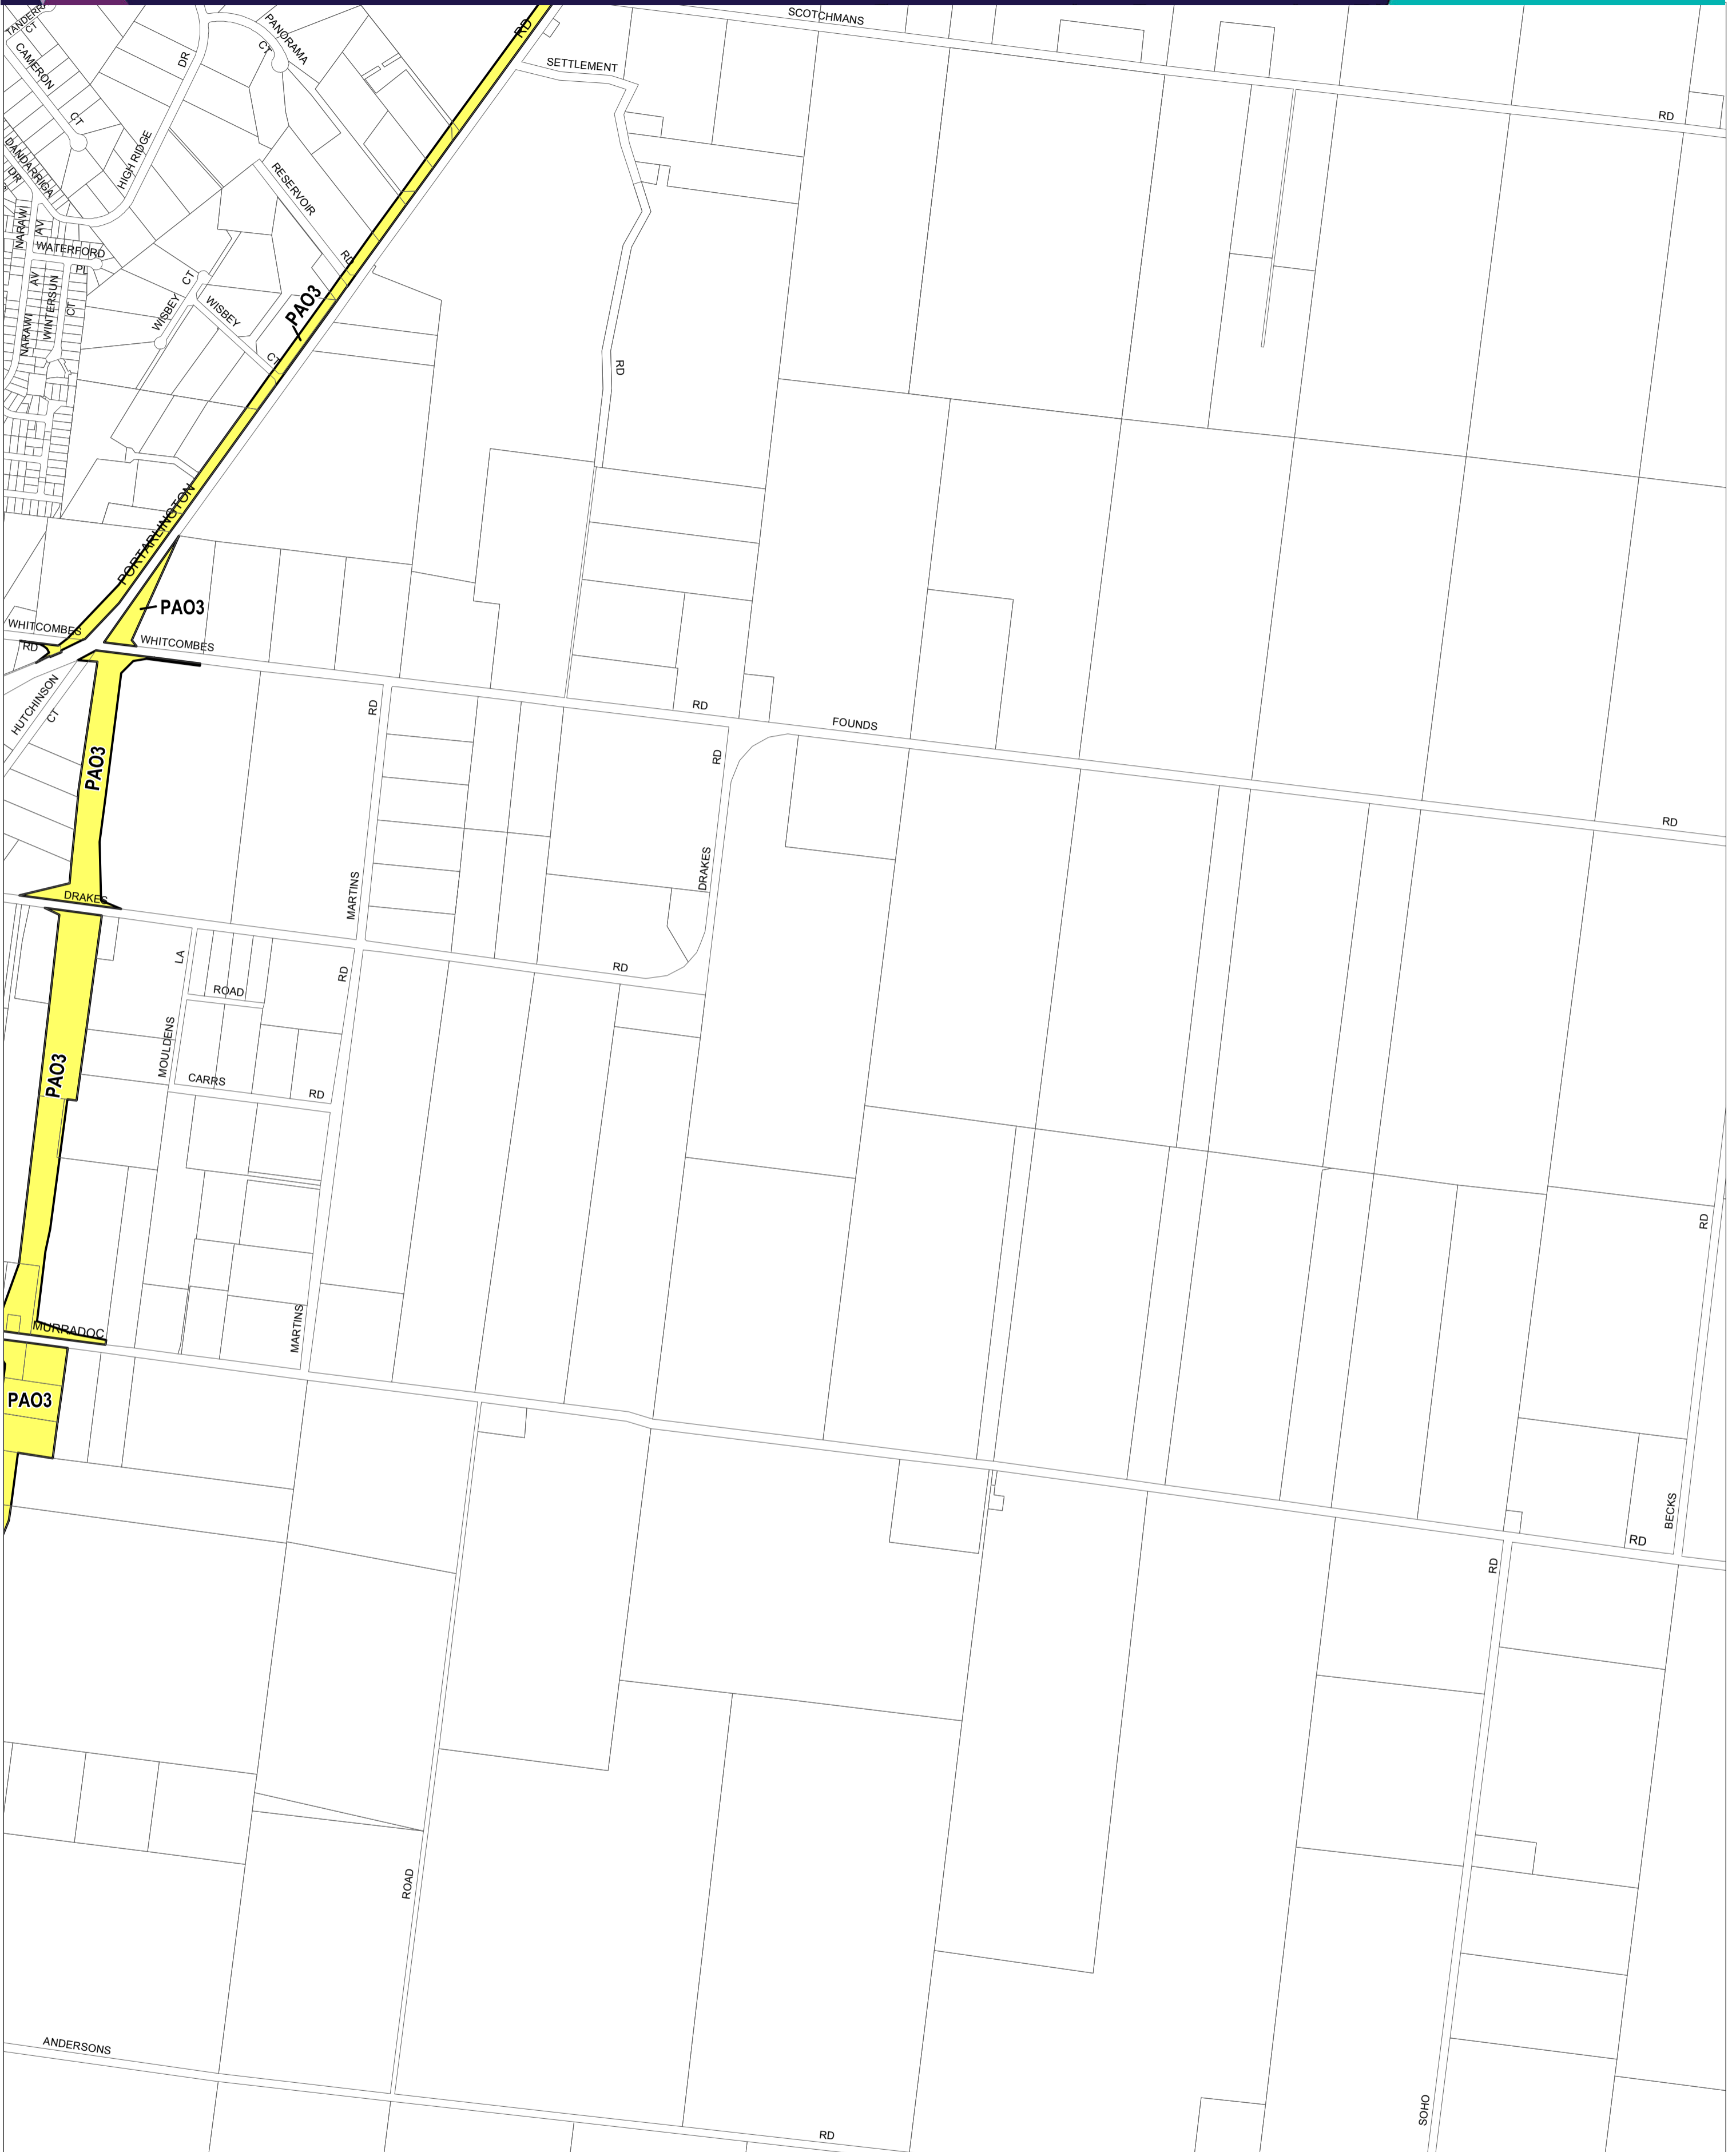 TANDERRA
CT
CAMERON
CT
DANDARRIGA
DR
HIGH RIDGE
DR
PANORAMA
CT
RD
SCOTCHMANS
RD
SETTLEMENT
RD
RESERVOIR
RD
NARAWI
AV
WATERFORD
PL
NARAWI
AV
WINTERSUN
CT
WISBEY
CT
WISBEY
CT
PAO3
PORTARLINGTON
PAO3
WHITCOMBES
RD
WHITCOMBES
RD
FOUNDS
RD
HUTCHINSON
CT
PAO3
MARTINS
RD
DRAKES
RD
DRAKES
RD
LA
MOULDENS
ROAD
CARRS
RD
MARTINS
RD
PAO3
MURRADOC
RD
PAO3
BECKS
RD
ROAD
SOHO
RD
ANDERSONS
RD